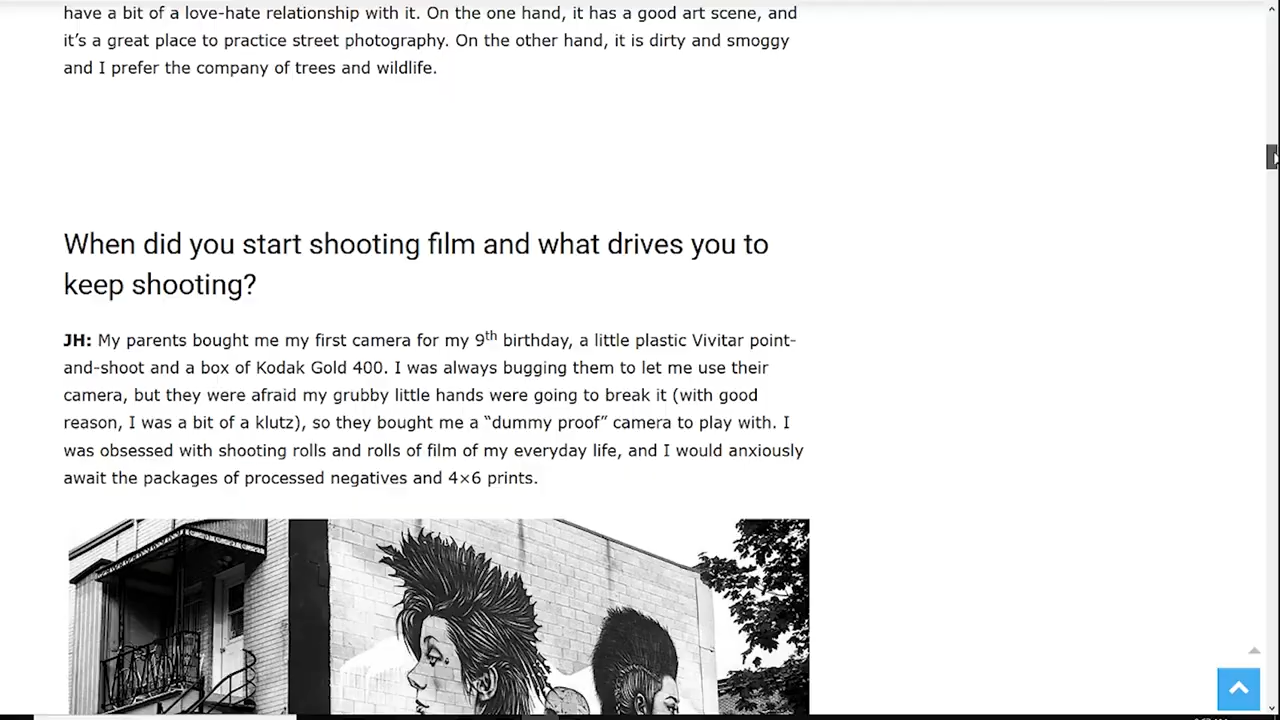 have a bit of a love-hate relationship with it. On the one hand, it has a good art scene, and
it’s a great place to practice street photography. On the other hand, it is dirty and smoggy
and I prefer the company of trees and wildlife.
When did you start shooting film and what drives you to
keep shooting?
JH: My parents bought me my first camera for my 9th birthday, a little plastic Vivitar point-
and-shoot and a box of Kodak Gold 400. I was always bugging them to let me use their
camera, but they were afraid my grubby little hands were going to break it (with good
reason, I was a bit of a klutz), so they bought me a “dummy proof” camera to play with. I
was obsessed with shooting rolls and rolls of film of my everyday life, and I would anxiously
await the packages of processed negatives and 4×6 prints.